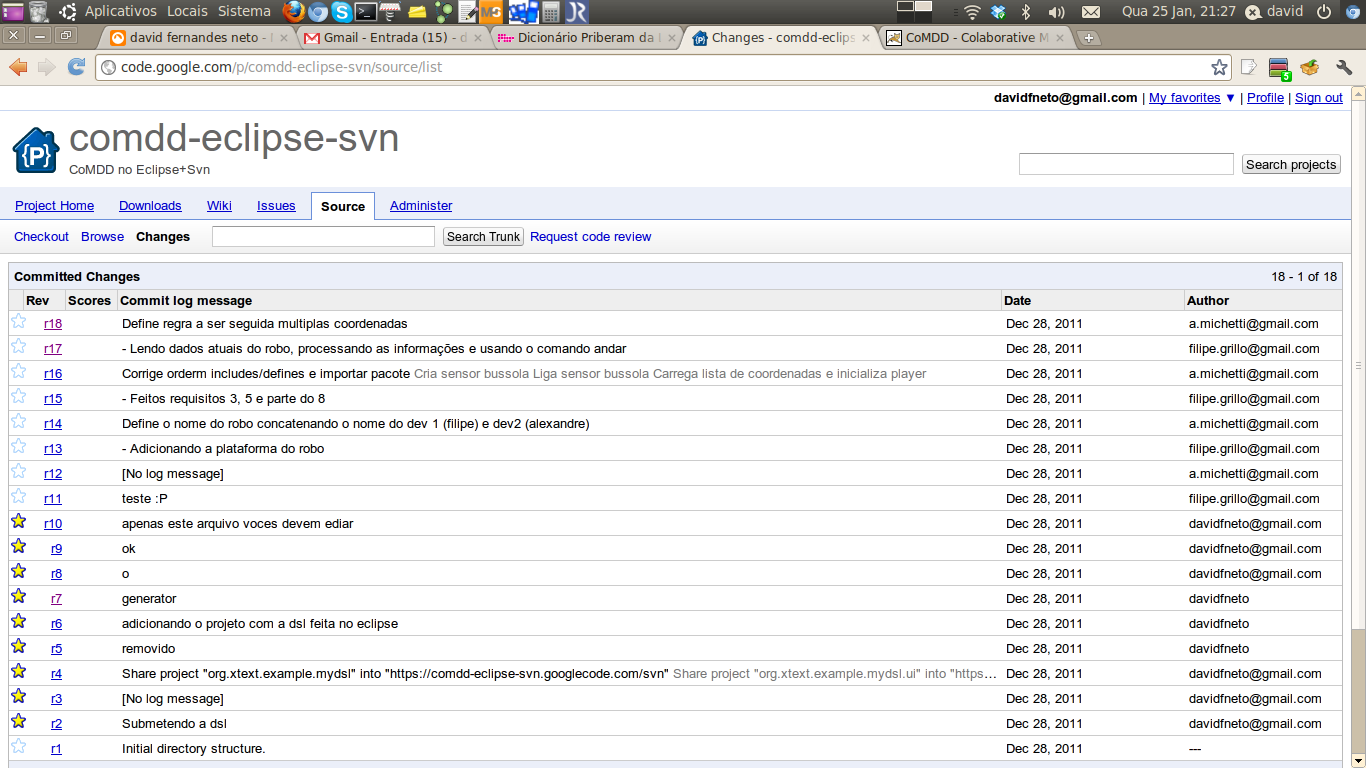 Aplicativos Locais Sistema Qua 25 Jan, 21:27 david
david fernandes neto - Gmail - Entrada (15) - d Dicionário Priberam da Changes - comdd-eclips CoMDD - Colaborative M
code.google.com/p/comdd-eclipse-svn/source/list 5
davidfneto@gmail.com | My favorites ▼ | Profile | Sign out
{P} comdd-eclipse-svn
CoMDD no Eclipse+Svn
Search projects
Project Home Downloads Wiki Issues Source Administer
Checkout Browse Changes Search Trunk Request code review
Committed Changes 18 - 1 of 18
Rev Scores Commit log message Date Author
r18 Define regra a ser seguida multiplas coordenadas Dec 28, 2011 a.michetti@gmail.com
r17 - Lendo dados atuais do robo, processando as informações e usando o comando andar Dec 28, 2011 filipe.grillo@gmail.com
r16 Corrige orderm includes/defines e importar pacote Cria sensor bussola Liga sensor bussola Carrega lista de coordenadas e inicializa player Dec 28, 2011 a.michetti@gmail.com
r15 - Feitos requisitos 3, 5 e parte do 8 Dec 28, 2011 filipe.grillo@gmail.com
r14 Define o nome do robo concatenando o nome do dev 1 (filipe) e dev2 (alexandre) Dec 28, 2011 a.michetti@gmail.com
r13 - Adicionando a plataforma do robo Dec 28, 2011 filipe.grillo@gmail.com
r12 [No log message] Dec 28, 2011 a.michetti@gmail.com
r11 teste :P Dec 28, 2011 filipe.grillo@gmail.com
r10 apenas este arquivo voces devem ediar Dec 28, 2011 davidfneto@gmail.com
r9 ok Dec 28, 2011 davidfneto@gmail.com
r8 o Dec 28, 2011 davidfneto@gmail.com
r7 generator Dec 28, 2011 davidfneto
r6 adicionando o projeto com a dsl feita no eclipse Dec 28, 2011 davidfneto
r5 removido Dec 28, 2011 davidfneto
r4 Share project "org.xtext.example.mydsl" into "https://comdd-eclipse-svn.googlecode.com/svn" Share project "org.xtext.example.mydsl.ui" into "https... Dec 28, 2011 davidfneto@gmail.com
r3 [No log message] Dec 28, 2011 davidfneto@gmail.com
r2 Submetendo a dsl Dec 28, 2011 davidfneto@gmail.com
r1 Initial directory structure. Dec 28, 2011 ---